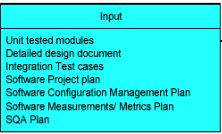 Input
Unit tested modules
Detailed design document
Integration Test cases
Software Project plan
Software Configuration Management Plan
Software Measurements/ Metrics Plan
SQA Plan